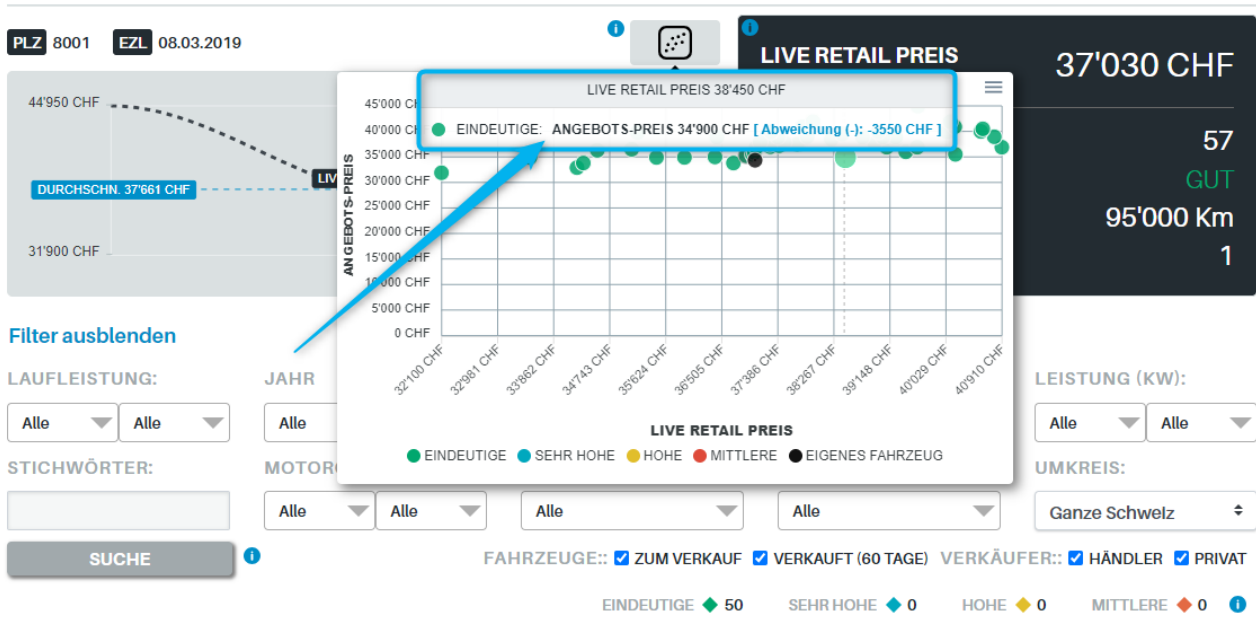 PLZ 8001 EZL 08.03.2019
i
i
LIVE RETAIL PREIS 37'030 CHF
57
GUT
95'000 Km
1
44'950 CHF
DURCHSCHN. 37'661 CHF
LIV
31'900 CHF
LIVE RETAIL PREIS 38'450 CHF
EINDEUTIGE: ANGEBOTS-PREIS 34'900 CHF [ Abweichung (-): -3550 CHF ]
ANGEBOTS-PREIS
45'000 CH
40'000 CH
35'000 CHF
30'000 CHF
25'000 CHF
20'000 CHF
15'000 CHF
10'000 CHF
5'000 CHF
0 CHF
32'100 CHF
32'981 CHF
33'862 CHF
34'743 CHF
35'624 CHF
36'505 CHF
37'386 CHF
38'267 CHF
39'148 CHF
40'029 CHF
40'910 CHF
LIVE RETAIL PREIS
EINDEUTIGE SEHR HOHE HOHE MITTLERE EIGENES FAHRZEUG
Filter ausblenden
LAUFLEISTUNG: JAHR LEISTUNG (KW):
Alle Alle Alle Alle Alle
STICHWÖRTER: MOTOR UMKREIS:
Alle Alle Alle Alle Ganze Schweiz
SUCHE i FAHRZEUGE:: ZUM VERKAUF VERKAUFT (60 TAGE) VERKÄUFER:: HÄNDLER PRIVAT
EINDEUTIGE 50 SEHR HOHE 0 HOHE 0 MITTLERE 0 i